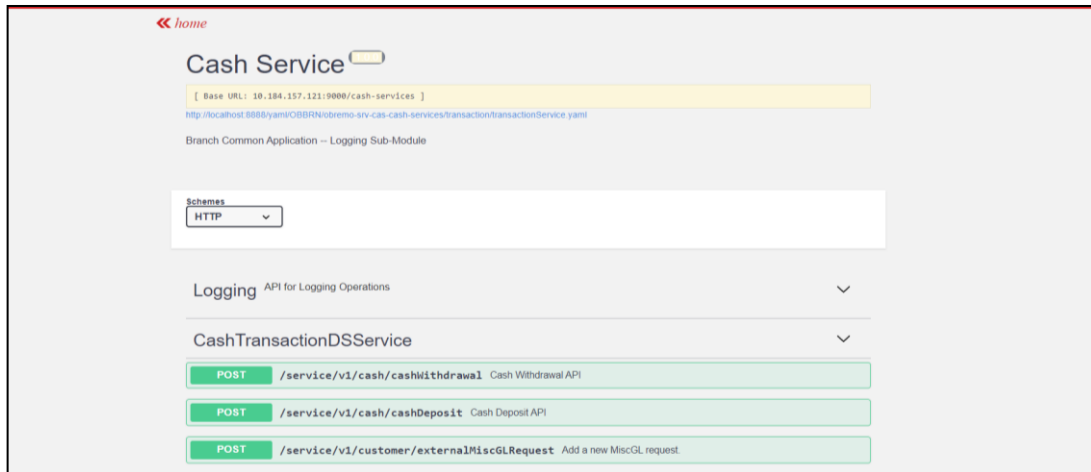 home
Cash Service
[ Base URL: 10.184.157.121:9000/cash-services ]
http://localhost:8888/yaml/OBBRN/obremo-srv-cas-cash-services/transaction/transactionService.yaml
Branch Common Application -- Logging Sub-Module
Schemes
HTTP
Logging API for Logging Operations
CashTransactionDSService
POST /service/v1/cash/cashWithdrawal Cash Withdrawal API
POST /service/v1/cash/cashDeposit Cash Deposit API
POST /service/v1/customer/externalMiscGLRequest Add a new MiscGL request.